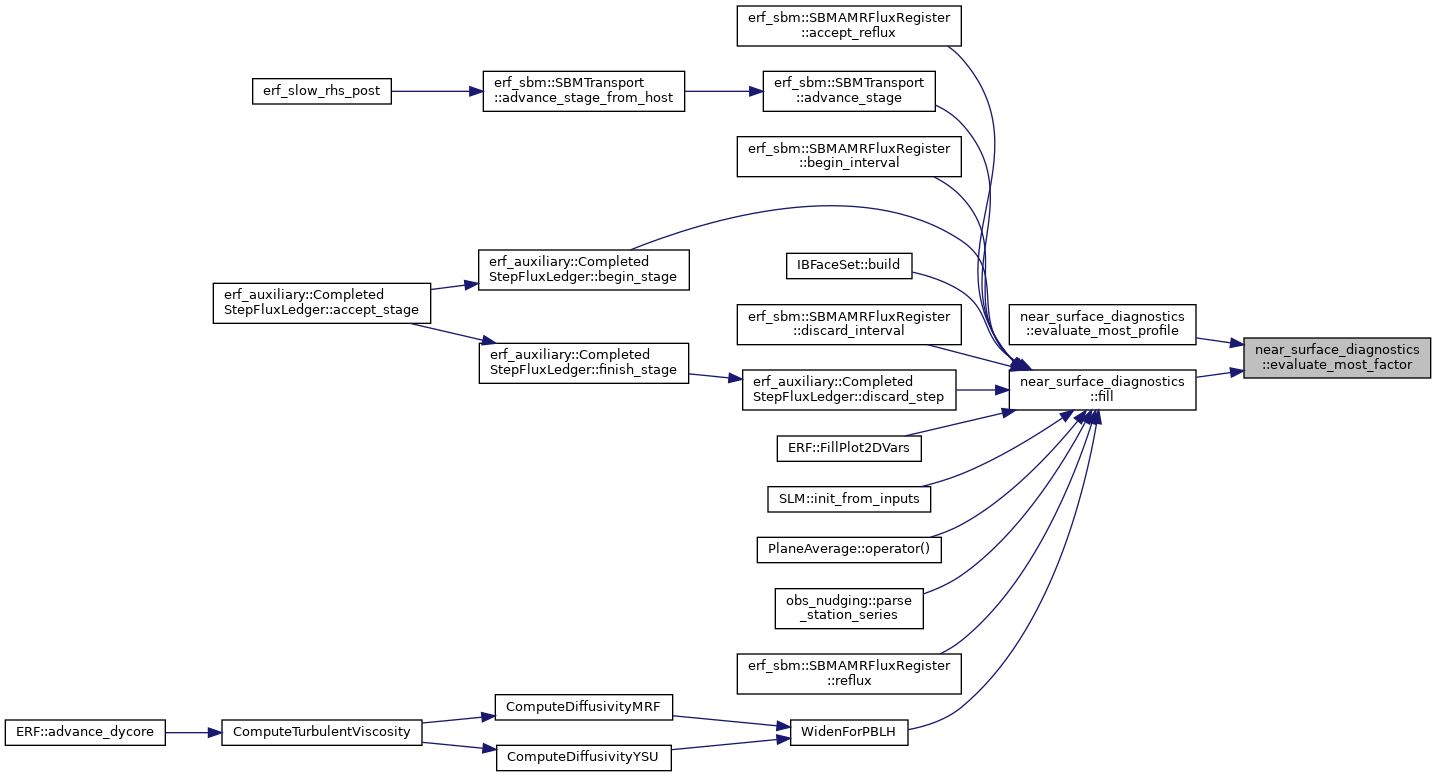 erf_sbm::SBMAMRFluxRegister
::accept_reflux
erf_slow_rhs_post
erf_sbm::SBMTransport
::advance_stage_from_host
erf_sbm::SBMTransport
::advance_stage
erf_sbm::SBMAMRFluxRegister
::begin_interval
erf_auxiliary::Completed
StepFluxLedger::begin_stage
IBFaceSet::build
erf_auxiliary::Completed
StepFluxLedger::accept_stage
erf_sbm::SBMAMRFluxRegister
::discard_interval
near_surface_diagnostics
::evaluate_most_profile
near_surface_diagnostics
::evaluate_most_factor
erf_auxiliary::Completed
StepFluxLedger::finish_stage
erf_auxiliary::Completed
StepFluxLedger::discard_step
near_surface_diagnostics
::fill
ERF::FillPlot2DVars
SLM::init_from_inputs
PlaneAverage::operator()
obs_nudging::parse
_station_series
erf_sbm::SBMAMRFluxRegister
::reflux
ComputeDiffusivityMRF
ERF::advance_dycore
ComputeTurbulentViscosity
WidenForPBLH
ComputeDiffusivityYSU